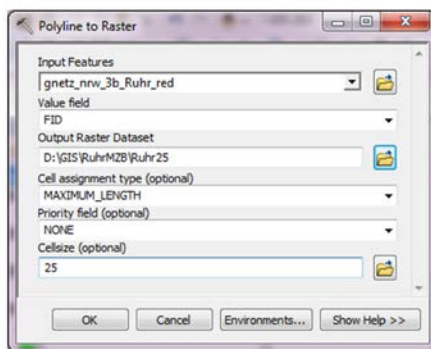 Polyline to Raster
Input Features
gnetz_nrw_3b_Ruhr_red
Value field
FID
Output Raster Dataset
D:\GIS\RuhrMZB\Ruhr25
Cell assignment type (optional)
MAXIMUM_LENGTH
Priority field (optional)
NONE
Cellsize (optional)
25
OK Cancel Environments... Show Help >>